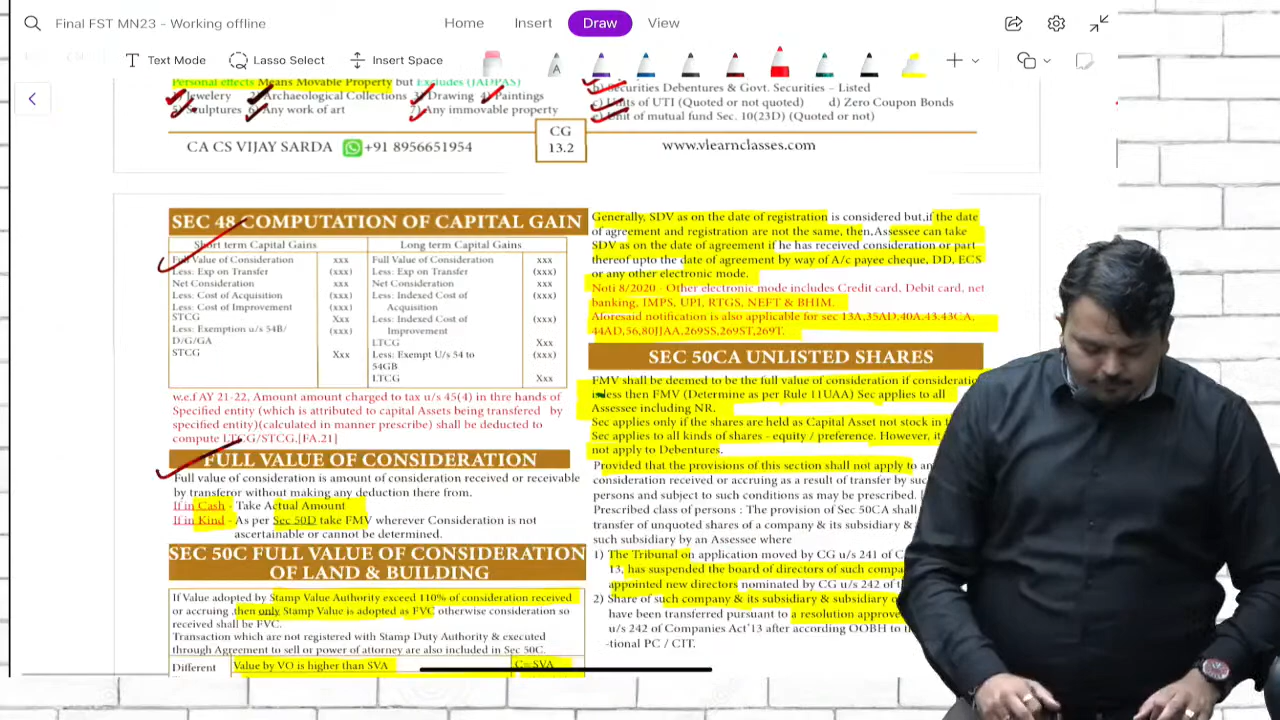 Final FST MN23 - Working offline
Home Insert Draw View
Text Mode Lasso Select Insert Space
Personal effects Means Movable Property but Excludes (JADPAS)
Jewelery Archaeological Collections Drawing Paintings
Sculptures 6) Any work of art 7) Any immovable property
b) Securities Debentures & Govt. Securities – Listed
c) Units of UTI (Quoted or not quoted) d) Zero Coupon Bonds
e) Unit of mutual fund Sec. 10(23D) (Quoted or not)
CA CS VIJAY SARDA +91 8956651954
CG
13.2
www.vlearnclasses.com
SEC 48 COMPUTATION OF CAPITAL GAIN
Short term Capital Gains Long term Capital Gains
Full Value of Consideration xxx Full Value of Consideration xxx
Less: Exp on Transfer (xxx) Less: Exp on Transfer (xxx)
Net Consideration xxx Net Consideration xxx
Less: Cost of Acquisition (xxx) Less: Indexed Cost of (xxx)
Less: Cost of Improvement (xxx) Acquisition
STCG Xxx Less: Indexed Cost of (xxx)
Less: Exemption u/s 54B/ (xxx) Improvement
D/G/GA LTCG Xxx
STCG Xxx Less: Exempt U/s 54 to (xxx)
54GB
LTCG Xxx
w.e.f AY 21-22, Amount amount charged to tax u/s 45(4) in thre hands of
Specified entity (which is attributed to capital Assets being transfered by
specified entity)(calculated in manner prescribe) shall be deducted to
compute LTCG/STCG.[FA.21]
FULL VALUE OF CONSIDERATION
Full value of consideration is amount of consideration received or receivable
by transferor without making any deduction there from.
If in Cash - Take Actual Amount
If in Kind - As per Sec 50D take FMV wherever Consideration is not
ascertainable or cannot be determined.
SEC 50C FULL VALUE OF CONSIDERATION
OF LAND & BUILDING
If Value adopted by Stamp Value Authority exceed 110% of consideration received
or accruing ,then only Stamp Value is adopted as FVC otherwise consideration so
received shall be FVC.
Transaction which are not registered with Stamp Duty Authority & executed
through Agreement to sell or power of attorney are also included in Sec 50C.
Different Value by VO is higher than SVA C= SVA
Generally, SDV as on the date of registration is considered but,if the date
of agreement and registration are not the same, then,Assessee can take
SDV as on the date of agreement if he has received consideration or part
thereof upto the date of agreement by way of A/c payee cheque, DD, ECS
or any other electronic mode.
Noti 8/2020 - Other electronic mode includes Credit card, Debit card, net
banking, IMPS, UPI, RTGS, NEFT & BHIM.
Aforesaid notification is also applicable for sec 13A,35AD,40A.43.43CA,
44AD,56,80JJAA,269SS,269ST,269T.
SEC 50CA UNLISTED SHARES
FMV shall be deemed to be the full value of consideration if
is less then FMV (Determine as per Rule 11UAA) Sec applies to all
Assessee including NR.
Sec applies only if the shares are held as Capital Asset not stock in
Sec applies to all kinds of shares - equity / preference. However, it
not apply to Debentures.
Provided that the provisions of this section shall not apply to
consideration received or accruing as a result of transfer by such
persons and subject to such conditions as may be prescribed.
Prescribed class of persons : The provision of Sec 50CA shall
transfer of unquoted shares of a company & its subsidiary &
such subsidiary by an Assessee where
1) The Tribunal on application moved by CG u/s 241 of
13, has suspended the board of directors of such
appointed new directors nominated by CG u/s 242 of
2) Share of such company & its subsidiary & subsidiary
have been transferred pursuant to a resolution
u/s 242 of Companies Act'13 after according OOBH to
-tional PC / CIT.